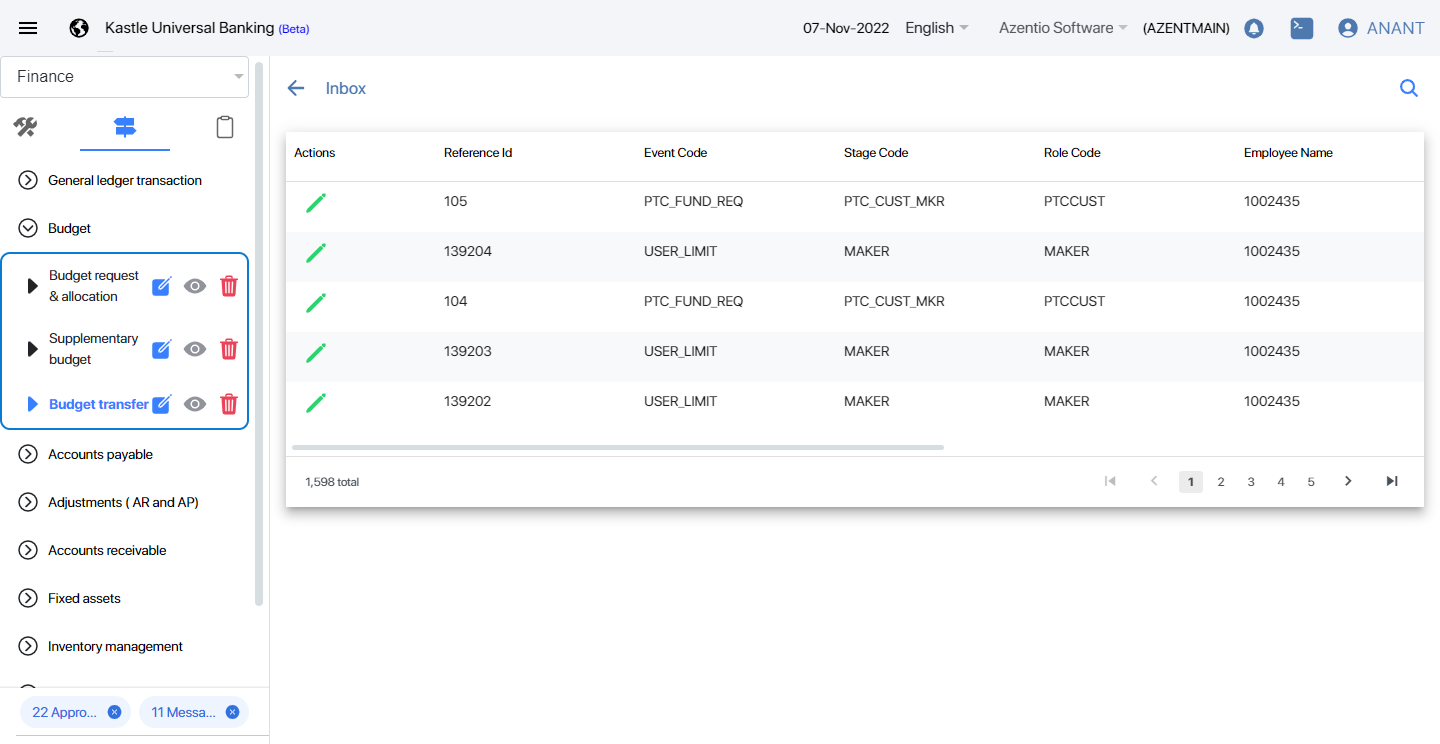 Kastle Universal Banking (Beta)
07-Nov-2022 English Azentio Software (AZENTMAIN) ANANT
Finance
General ledger transaction
Budget
Budget request
& allocation
Supplementary
budget
Budget transfer
Accounts payable
Adjustments ( AR and AP)
Accounts receivable
Fixed assets
Inventory management
22 Appro... 11 Messa...
Inbox
Actions Reference Id Event Code Stage Code Role Code Employee Name
105 PTC_FUND_REQ PTC_CUST_MKR PTCCUST 1002435
139204 USER_LIMIT MAKER MAKER 1002435
104 PTC_FUND_REQ PTC_CUST_MKR PTCCUST 1002435
139203 USER_LIMIT MAKER MAKER 1002435
139202 USER_LIMIT MAKER MAKER 1002435
1,598 total 1 2 3 4 5